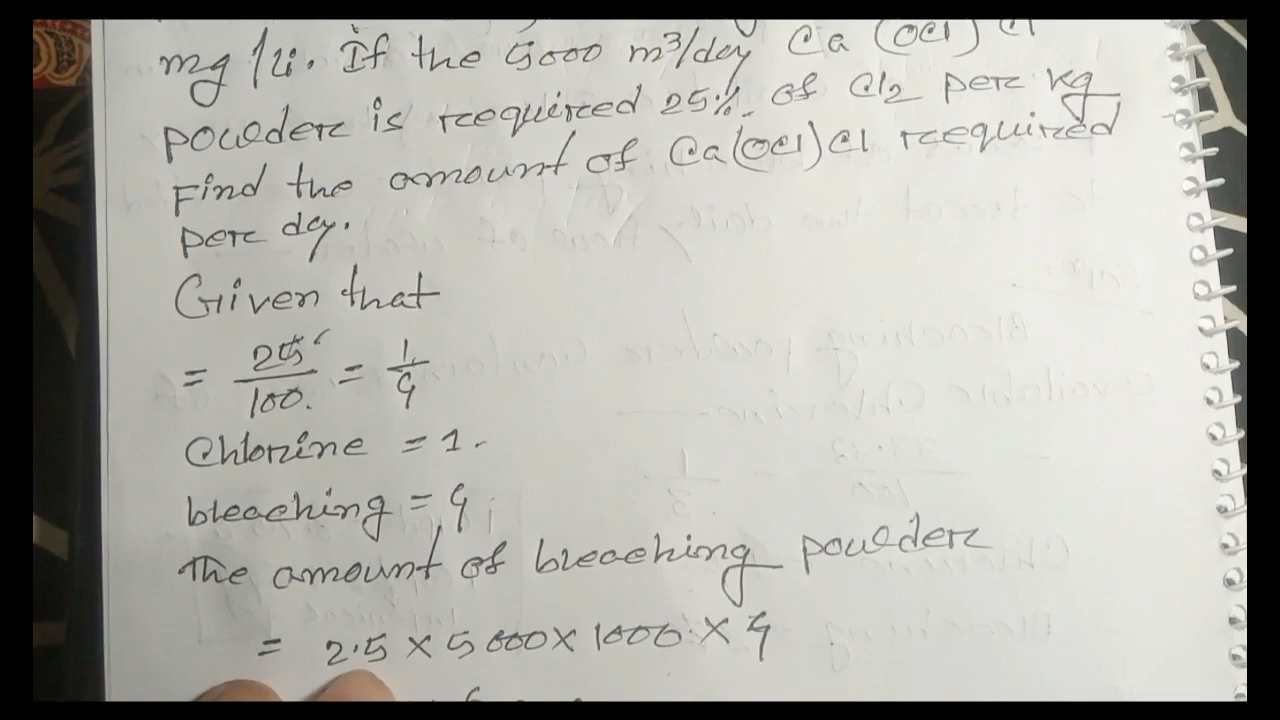 mg/li. If the 5000 m³/day Ca(OCl)Cl
powder is required 25% of Cl2 per kg
Find the amount of Ca(OCl)Cl required
per day.
Given that
= 25/100. = 1/4
Chlorine = 1.
bleaching = 4
The amount of bleaching powder
= 2.5 × 5000 × 1000 × 4